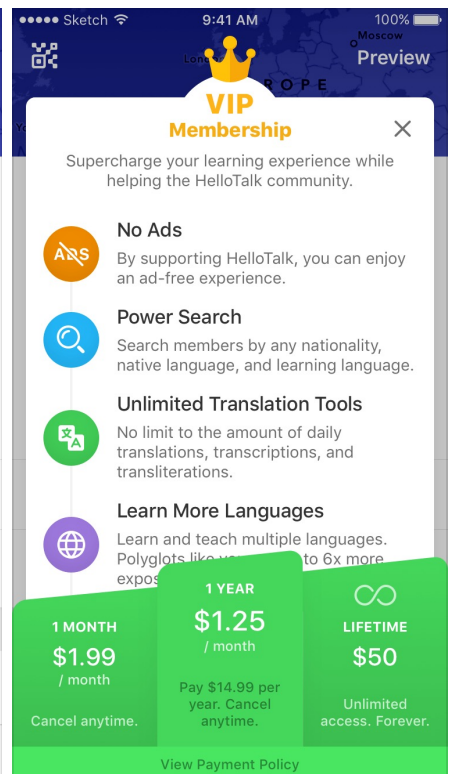 Sketch
9:41 AM
100%
Moscow
Preview
ROPE
VIP
Membership
Supercharge your learning experience while
helping the HelloTalk community.
ADS
No Ads
By supporting HelloTalk, you can enjoy
an ad-free experience.
Power Search
Search members by any nationality,
native language, and learning language.
Unlimited Translation Tools
No limit to the amount of daily
translations, transcriptions, and
transliterations.
文A
Learn More Languages
Learn and teach multiple languages.
Polyglots like to 6x more
1 MONTH
$1.99
/ month
Cancel anytime.
1 YEAR
$1.25
/ month
Pay $14.99 per
year. Cancel
anytime.
LIFETIME
$50
Unlimited
access. Forever.
View Payment Policy